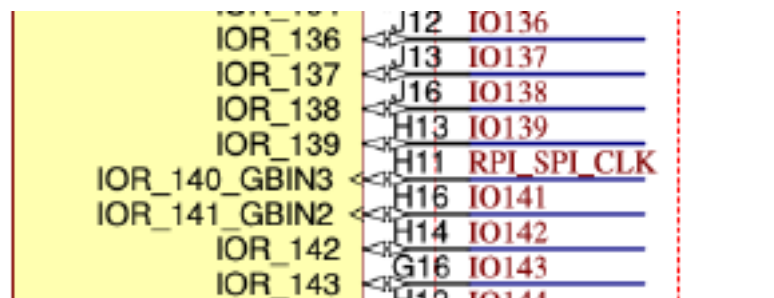 IOR_136 J12 IO136
IOR_137 J13 IO137
IOR_138 J16 IO138
IOR_139 H13 IO139
IOR_140_GBIN3 H11 RPI_SPI_CLK
IOR_141_GBIN2 H16 IO141
IOR_142 H14 IO142
IOR_143 G16 IO143